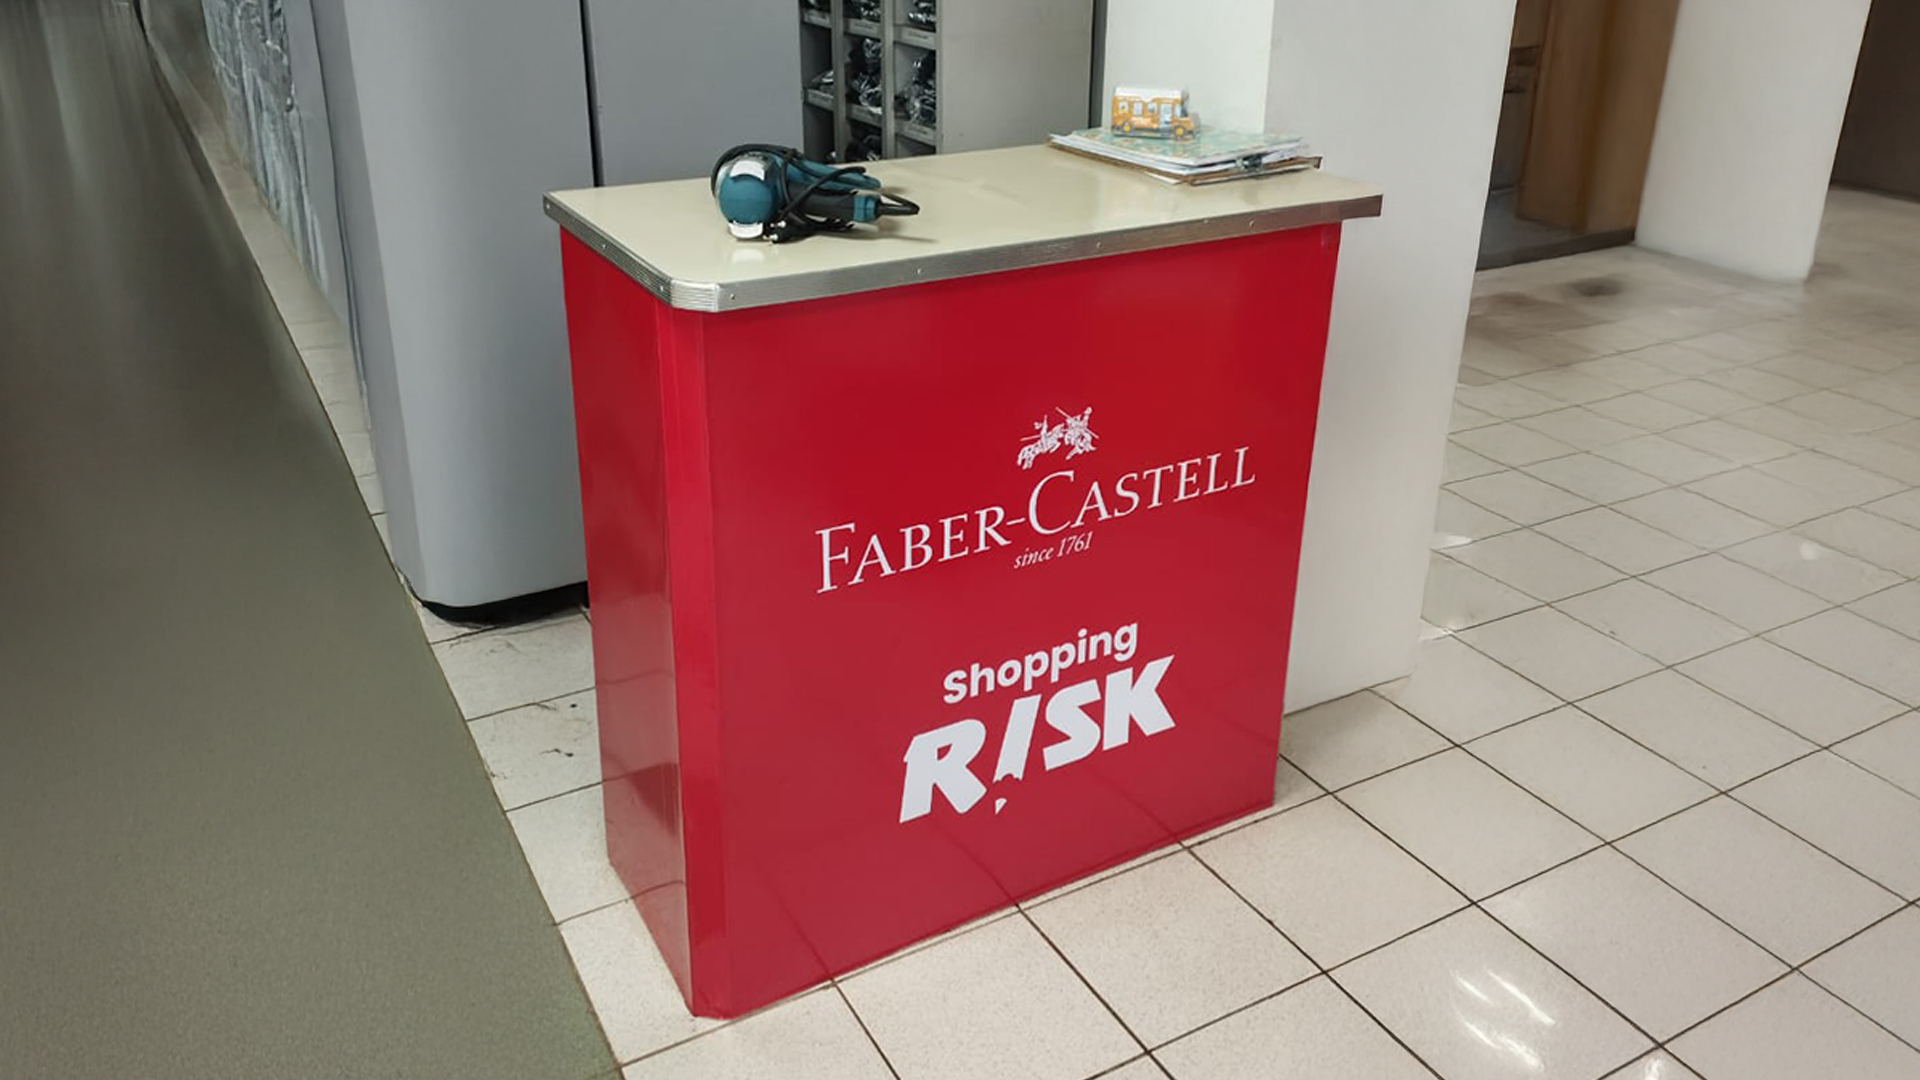 FABER-CASTELL
since 1761
Shopping
RISK